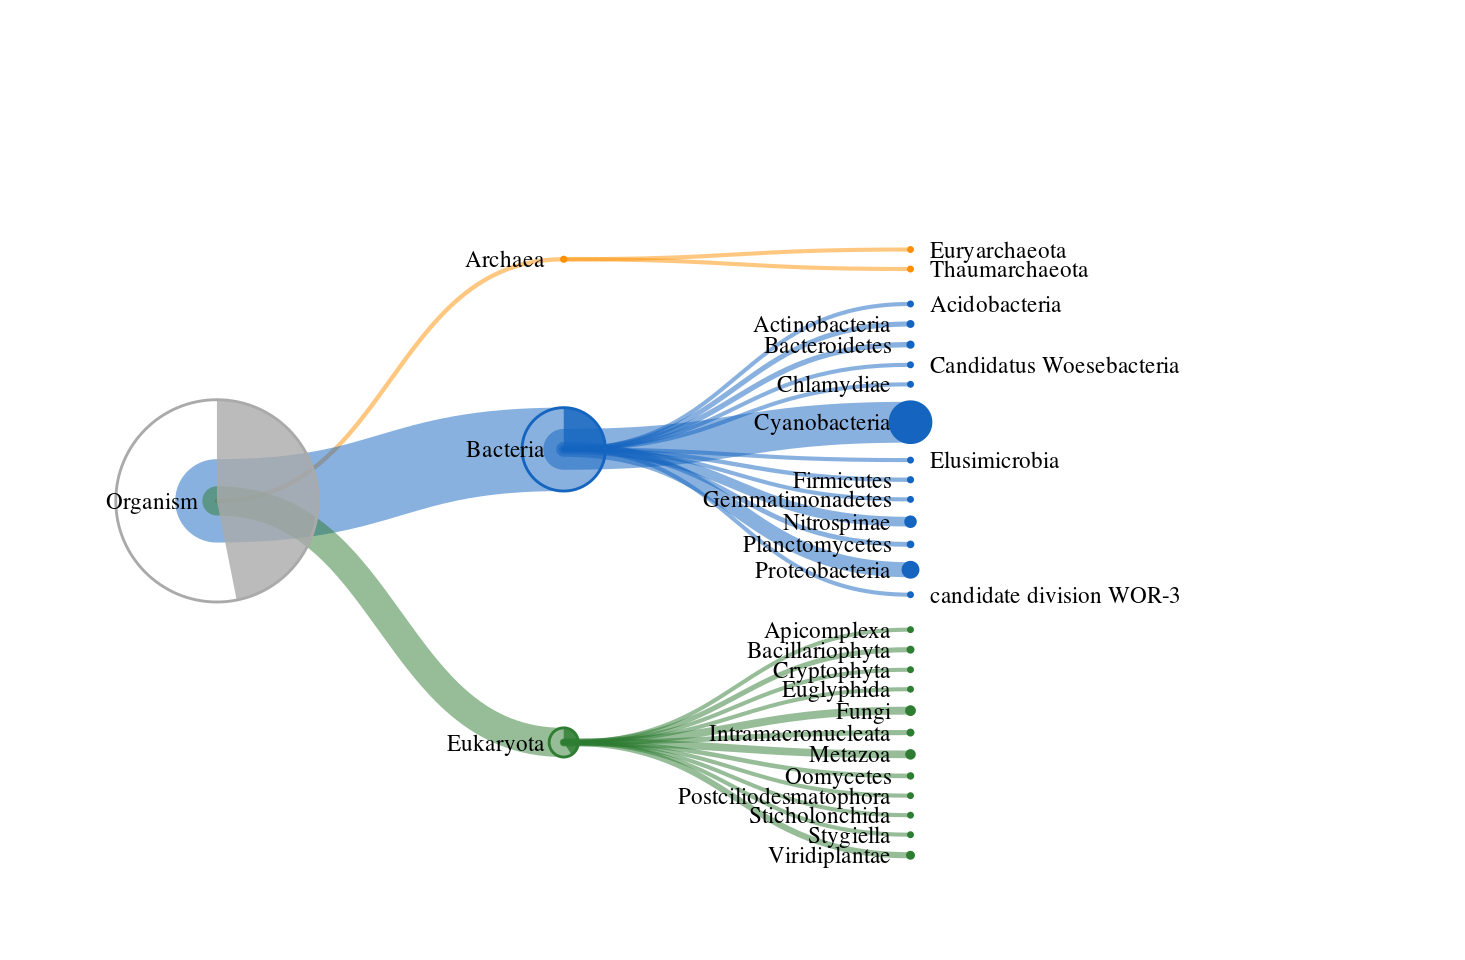 Organism
Archaea
Euryarchaeota
Thaumarchaeota
Bacteria
Acidobacteria
Actinobacteria
Bacteroidetes
Candidatus Woesebacteria
Chlamydiae
Cyanobacteria
Elusimicrobia
Firmicutes
Gemmatimonadetes
Nitrospinae
Planctomycetes
Proteobacteria
candidate division WOR-3
Eukaryota
Apicomplexa
Bacillariophyta
Cryptophyta
Euglyphida
Fungi
Intramacronucleata
Metazoa
Oomycetes
Postciliodesmatophora
Sticholonchida
Stygiella
Viridiplantae